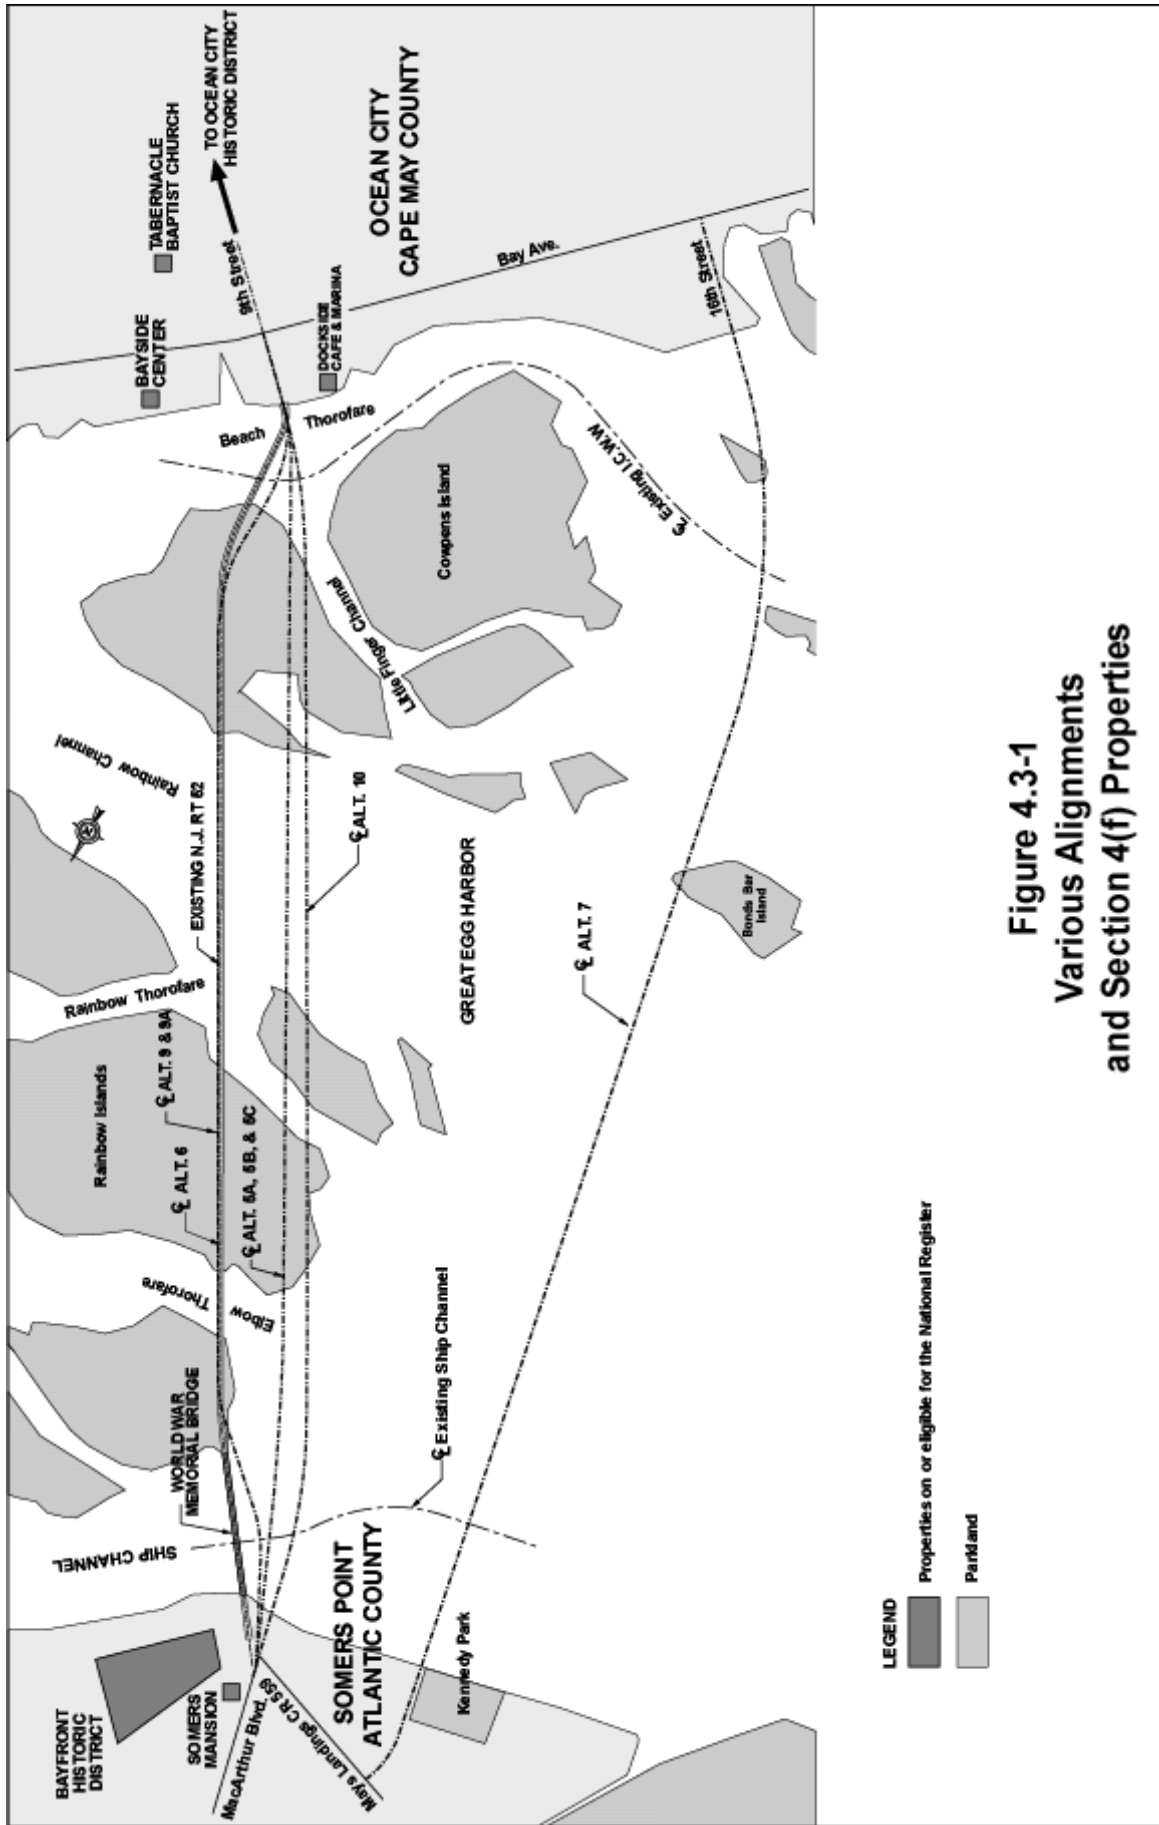 BAYFRONT
HISTORIC
DISTRICT
SOMERS
MANSION
MacArthur Blvd.
Mays Landings CR 559
SOMERS POINT
ATLANTIC COUNTY
Kennedy Park
SHIP CHANNEL
WORLD WAR
MEMORIAL BRIDGE
℄ Existing Ship Channel
Elbow
Thorofare
Rainbow Islands
℄ ALT. 6
℄ ALT. 9 & 9A
℄ ALT. 5A, 5B, & 5C
Rainbow Thorofare
EXISTING N.J. RT 52
Rainbow Channel
℄ ALT. 10
GREAT EGG HARBOR
℄ ALT. 7
Bonds Bar
Island
Little Finger Channel
Cowpens Island
℄ Existing I.C.W.W
Beach
Thorofare
BAYSIDE
CENTER
TABERNACLE
BAPTIST CHURCH
DOCKSIDE
CAFE & MARINA
9th Street
TO OCEAN CITY
HISTORIC DISTRICT
OCEAN CITY
CAPE MAY COUNTY
Bay Ave.
16th Street
LEGEND
Properties on or eligible for the National Register
Parkland
Figure 4.3-1
Various Alignments
and Section 4(f) Properties